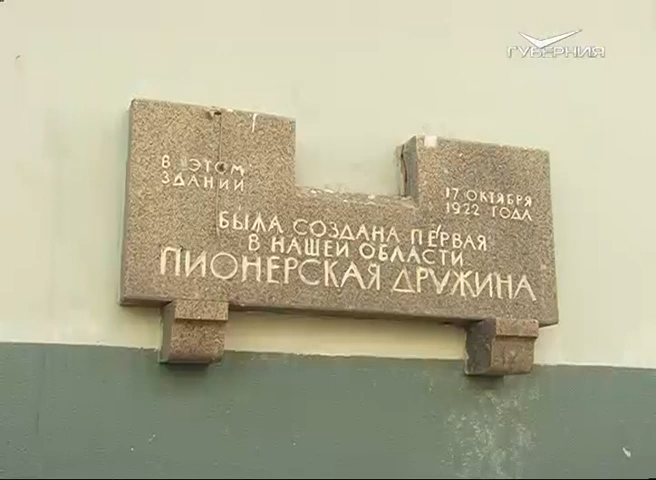 ГУБЕРНИЯ
В ЭТОМ
ЗДАНИИ
17 ОКТЯБРЯ
1922 ГОДА
БЫЛА СОЗДАНА ПЕРВАЯ
В НАШЕЙ ОБЛАСТИ
ПИОНЕРСКАЯ ДРУЖИНА